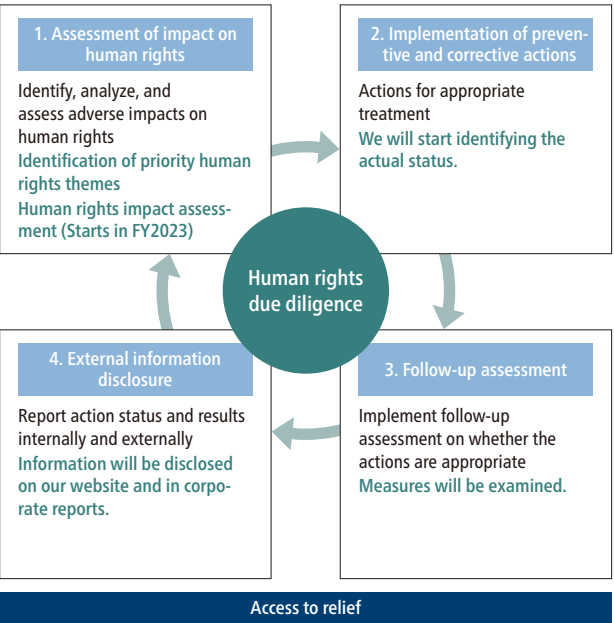 1. Assessment of impact on
human rights
Identify, analyze, and
assess adverse impacts on
human rights
Identification of priority human
rights themes
Human rights impact assess-
ment (Starts in FY2023)
2. Implementation of preven-
tive and corrective actions
Actions for appropriate
treatment
We will start identifying the
actual status.
Human rights
due diligence
4. External information
disclosure
Report action status and results
internally and externally
Information will be disclosed
on our website and in corpo-
rate reports.
3. Follow-up assessment
Implement follow-up
assessment on whether the
actions are appropriate
Measures will be examined.
Access to relief